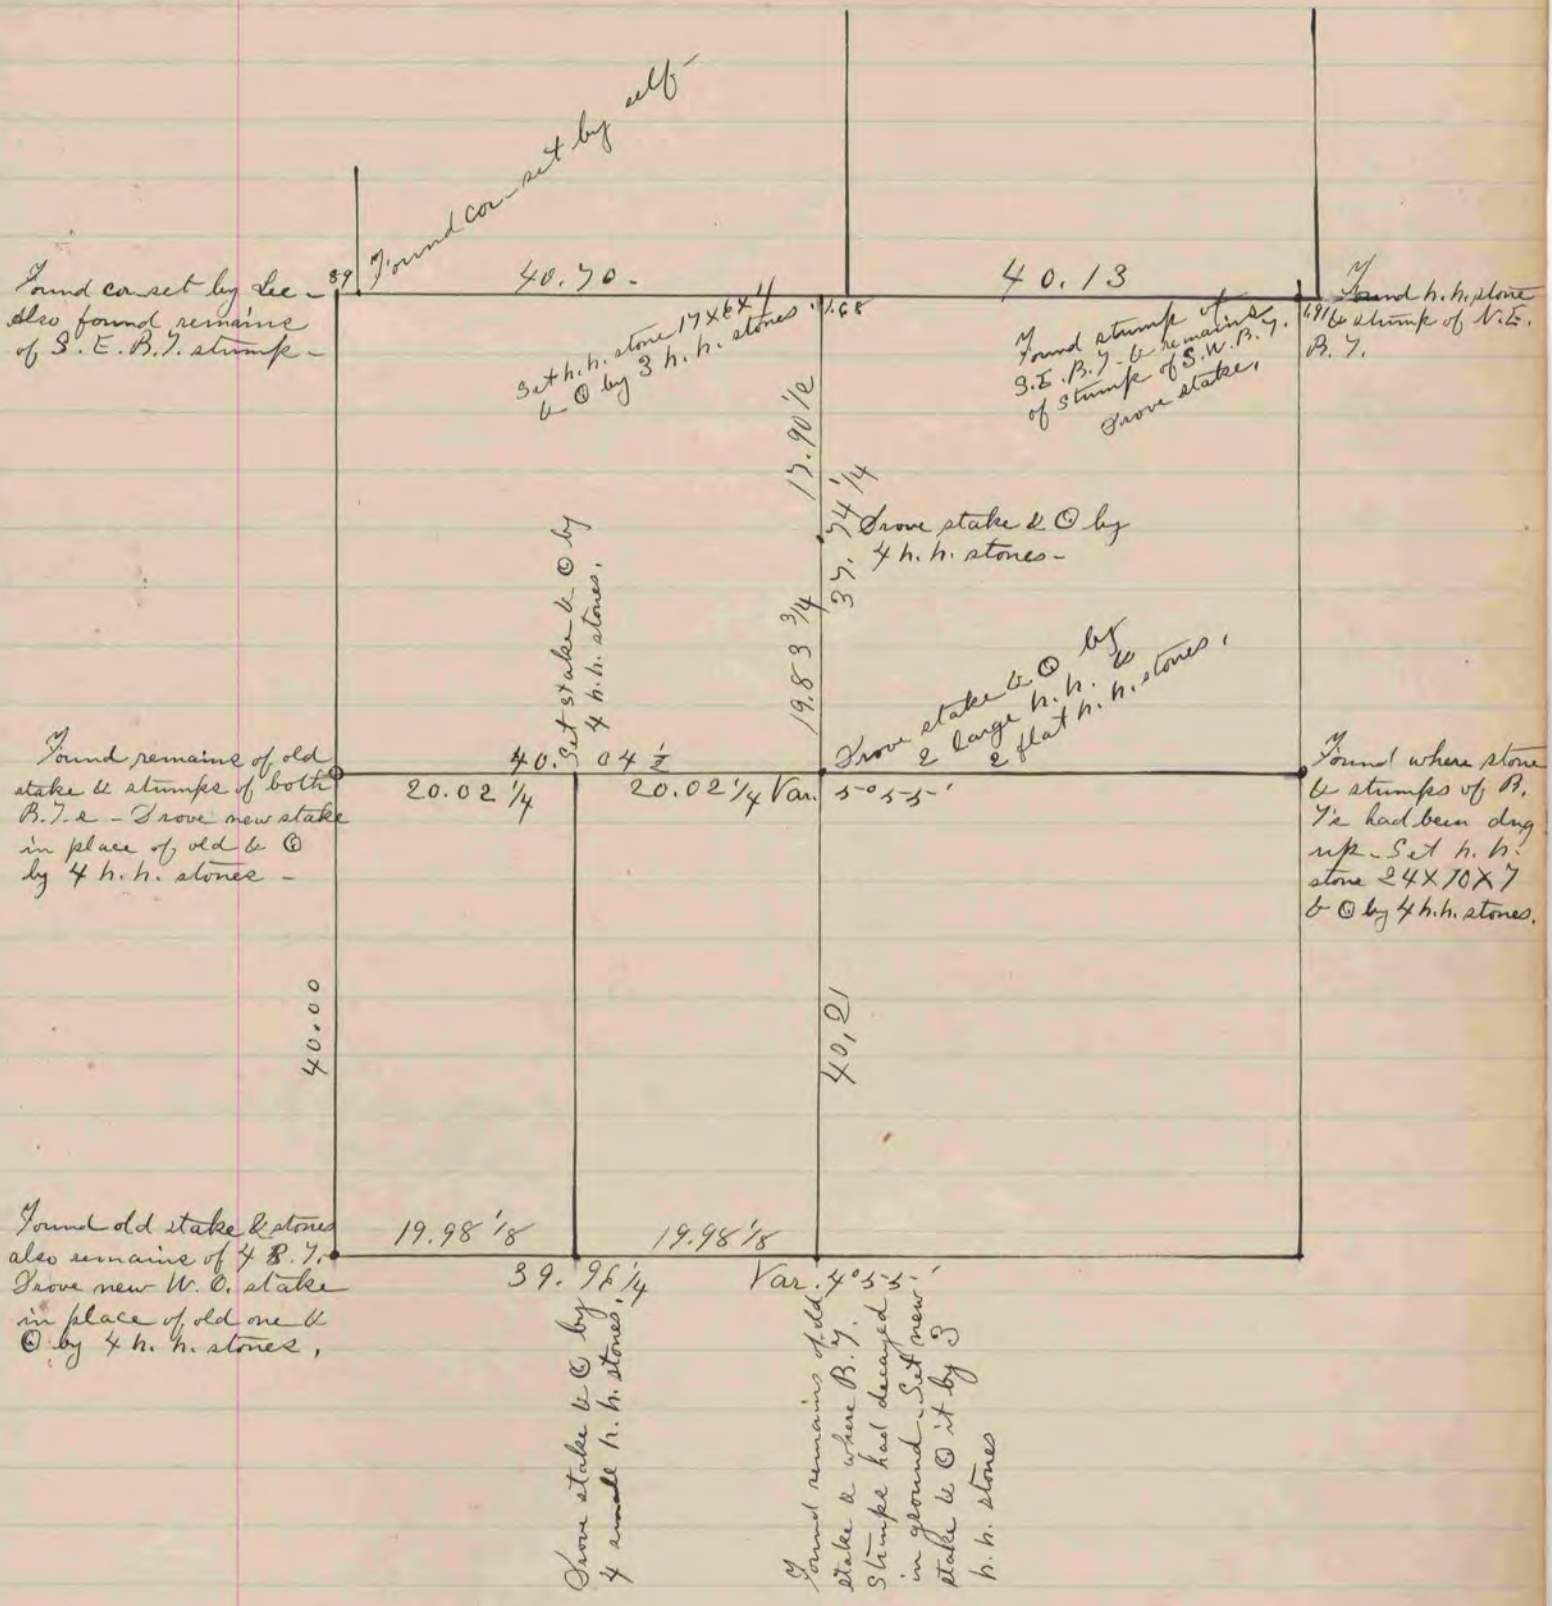 Found cor set by self-
Found cor set by Lee -
Also found remains
of S.E. B.T. stump -
89
40.70.
40.13
Set h.h. stone 17X6X4
& ⊙ by 3 h.h. stones.
1.68
Found stump of
S.E. B.T. & remains
of stump of S.W. B.T.
Drove stake.
1.91
Found h.h. stone
& stump of N.E.
B.T.
17.90 1/2
37.74 1/4
Drove stake & ⊙ by
4 h.h. stones -
19.83 3/4
Set stake & ⊙ by
4 h.h. stones.
Drove stake & ⊙ by
2 large h.h. &
2 flat h.h. stones.
Found remains of old
stake & stumps of both
B.T.s - Drove new stake
in place of old & ⊙
by 4 h.h. stones -
40.04 1/2
20.02 1/4
20.02 1/4 Var. 5°55'
Found where stone
& stumps of B.
T's had been dug
up - Set h.h.
stone 24X10X7
& ⊙ by 4 h.h. stones.
40.00
40.21
Found old stake & stones
also remains of 4 B.T.
Drove new W.O. stake
in place of old one &
⊙ by 4 h.h. stones.
19.98 1/8
19.98 1/8
39.96 1/4
Var. 4°55'
Drove stake & ⊙ by
4 small h.h. stones.
Found remains of old
stake & where B.T.
Stumps had decayed
in ground - Set new
stake & ⊙ it by 3
h.h. stones